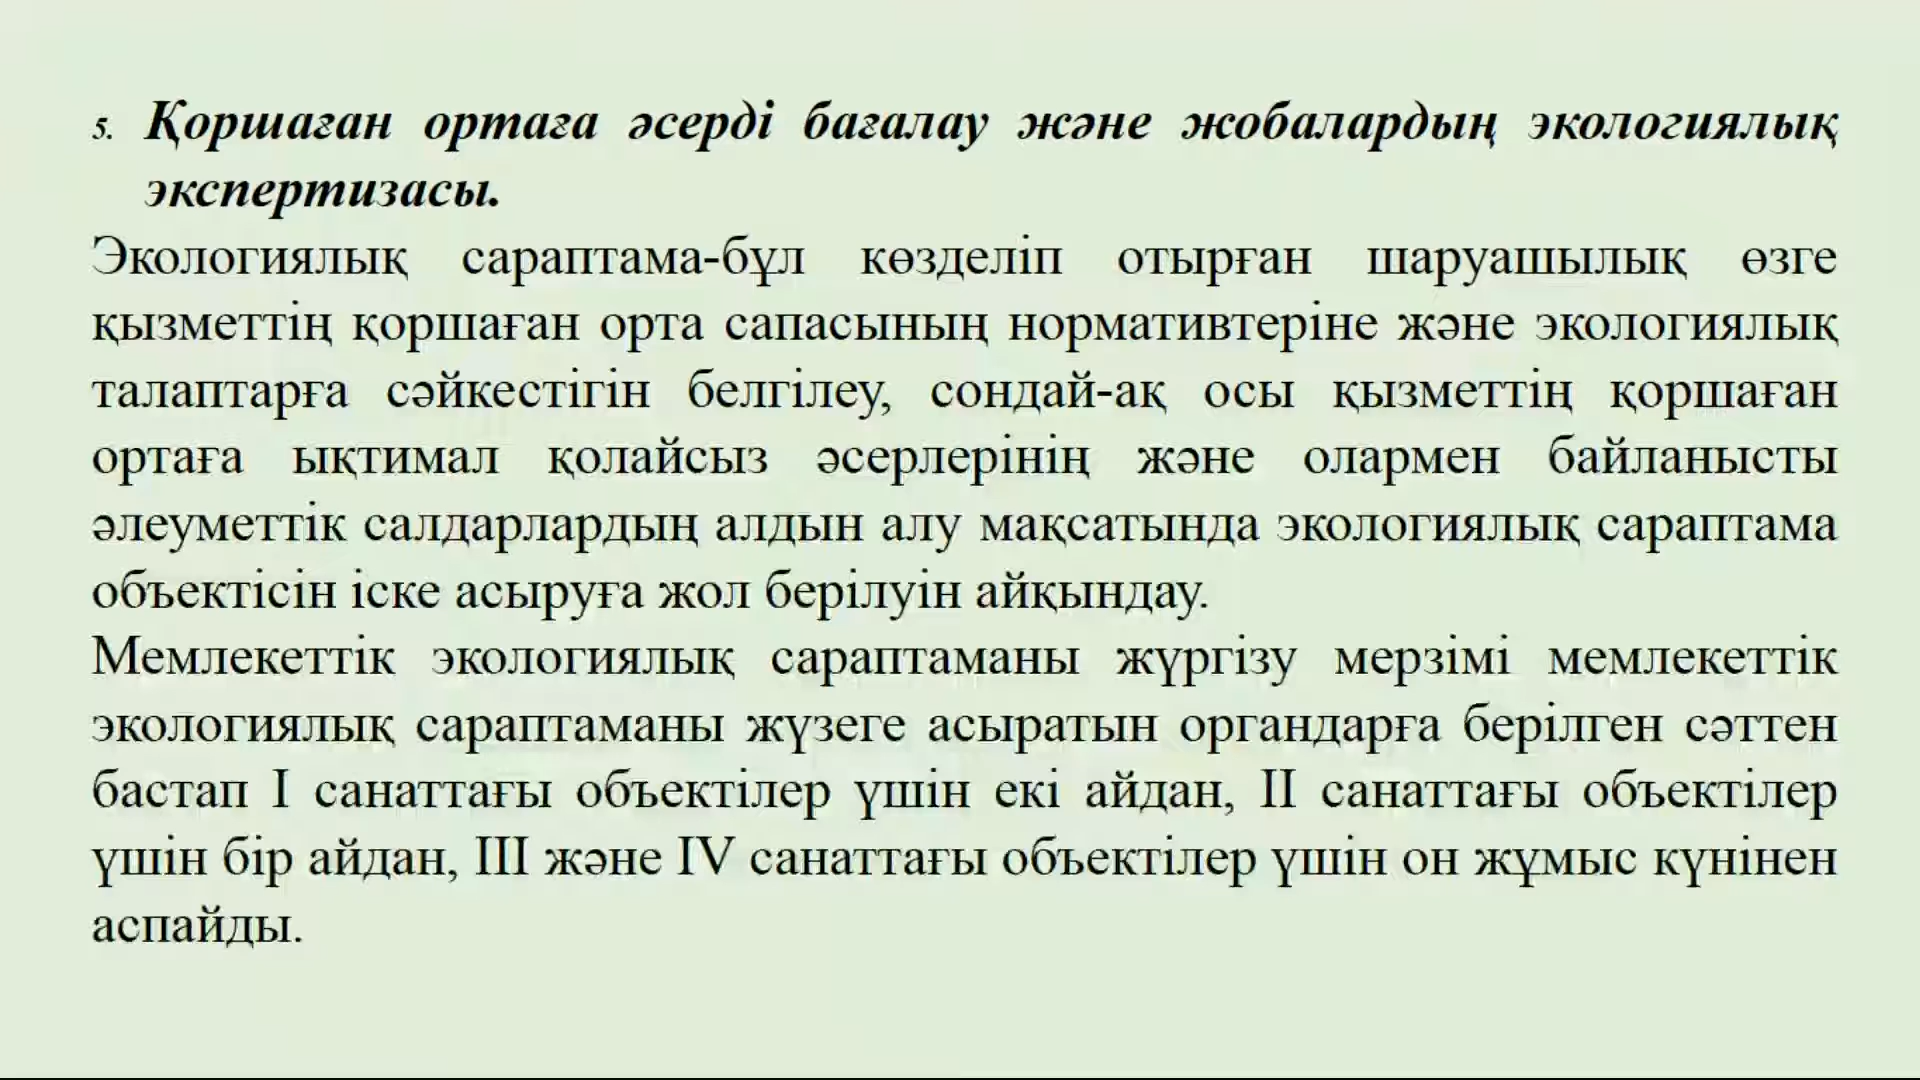 5. Қоршаған ортаға әсерді бағалау және жобалардың экологиялық
экспертизасы.
Экологиялық сараптама-бұл көзделіп отырған шаруашылық өзге
қызметтің қоршаған орта сапасының нормативтеріне және экологиялық
талаптарға сәйкестігін белгілеу, сондай-ақ осы қызметтің қоршаған
ортаға ықтимал қолайсыз әсерлерінің және олармен байланысты
әлеуметтік салдарлардың алдын алу мақсатында экологиялық сараптама
объектісін іске асыруға жол берілуін айқындау.
Мемлекеттік экологиялық сараптаманы жүргізу мерзімі мемлекеттік
экологиялық сараптаманы жүзеге асыратын органдарға берілген сәттен
бастап I санаттағы объектілер үшін екі айдан, II санаттағы объектілер
үшін бір айдан, III және IV санаттағы объектілер үшін он жұмыс күнінен
аспайды.